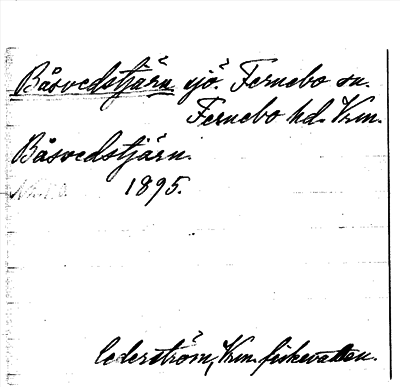 Båsvedstjärn sjö. Fernebo sn.
Fernebo hd. Vrm.
Båsvedstjärn.
1895.
Cederström, Vrm. fiskevatten.